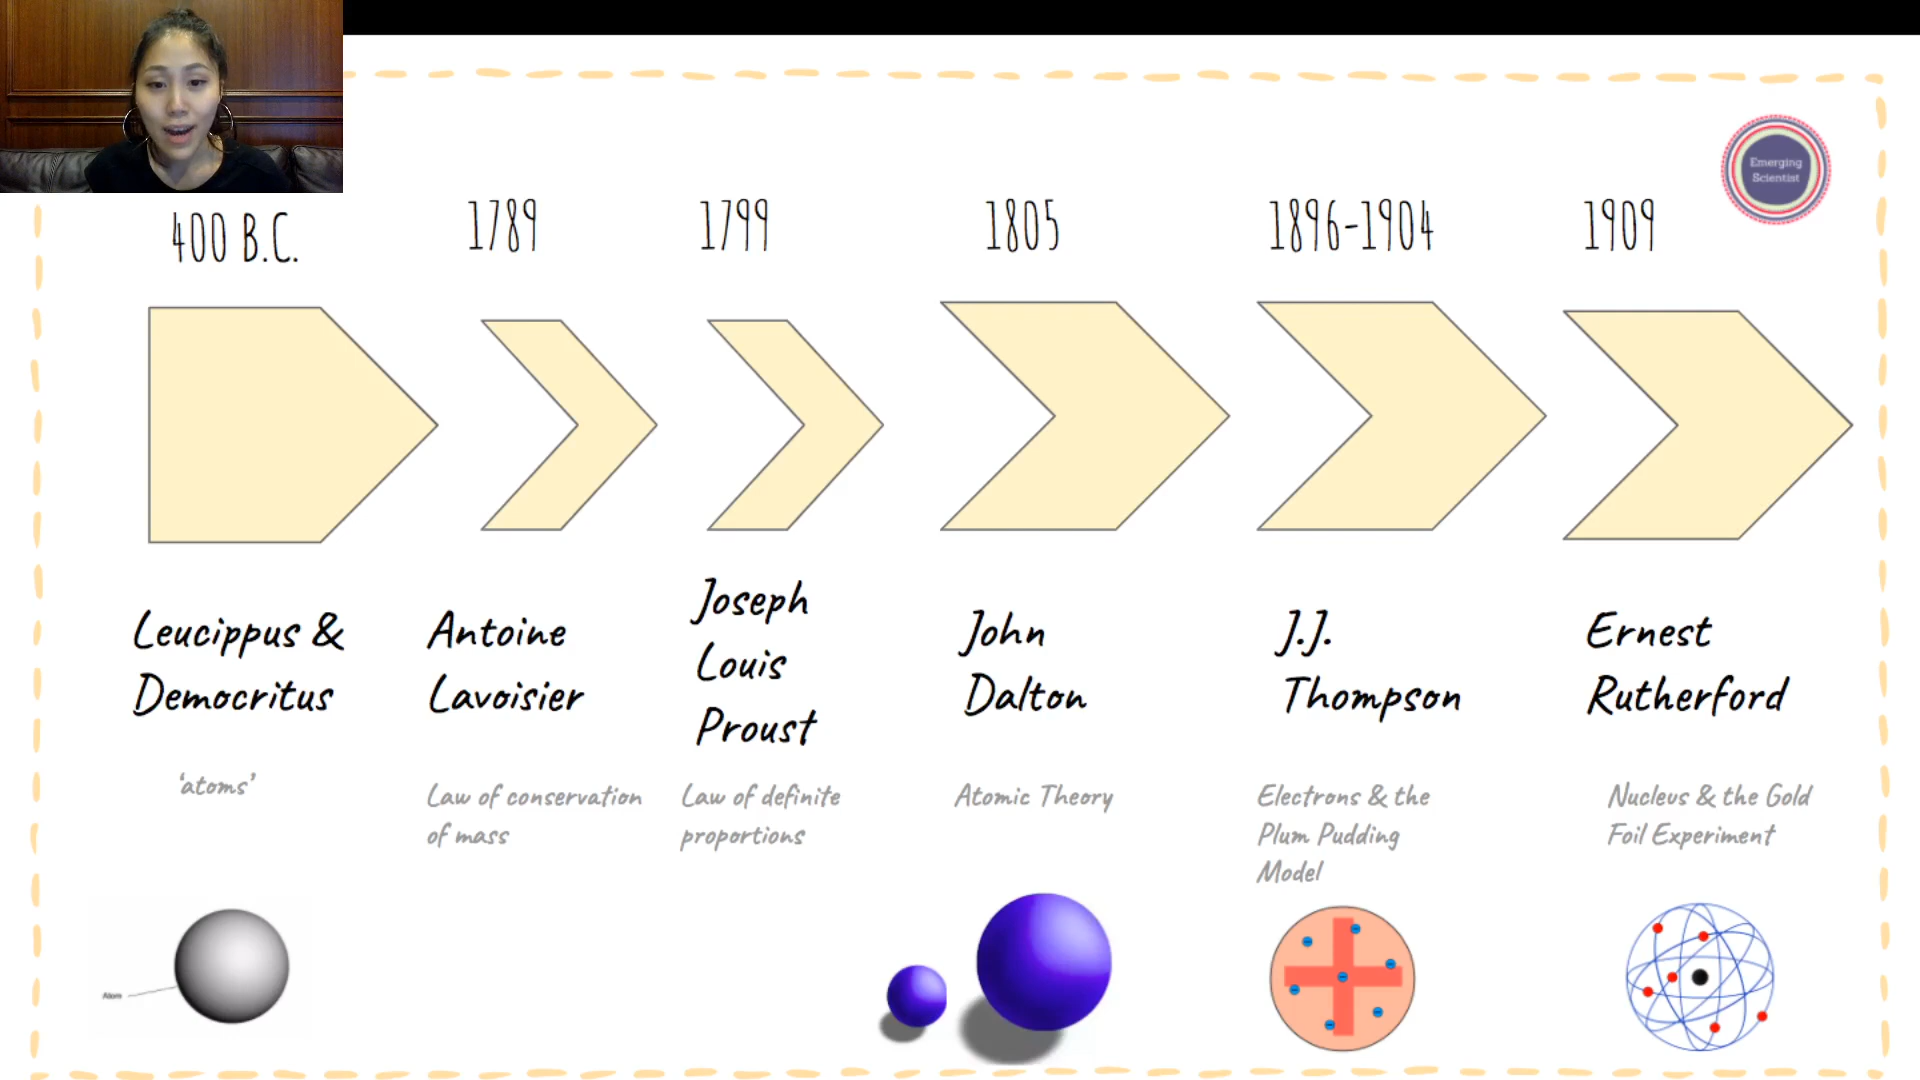 Emerging
Scientist
400 B.C.
1789
1799
1805
1896-1904
1909
Leucippus &
Democritus
Antoine
Lavoisier
Joseph
Louis
Proust
John
Dalton
J.J.
Thompson
Ernest
Rutherford
'atoms'
Law of conservation
of mass
Law of definite
proportions
Atomic Theory
Electrons & the
Plum Pudding
Model
Nucleus & the Gold
Foil Experiment
Atom